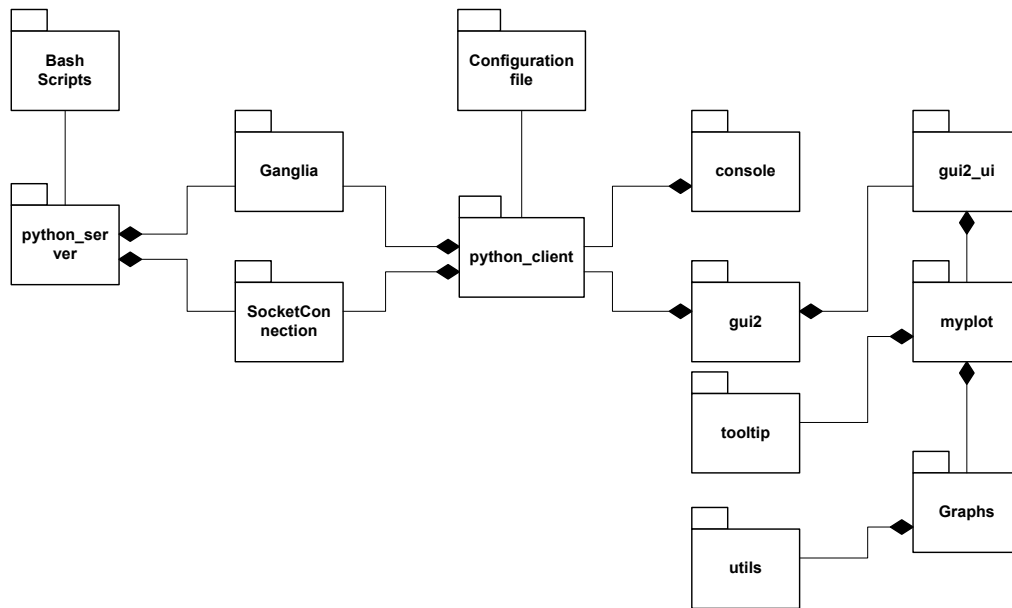 Bash
Scripts
Configuration
file
Ganglia
console
gui2_ui
python_ser
ver
python_client
SocketCon
nection
gui2
myplot
tooltip
Graphs
utils